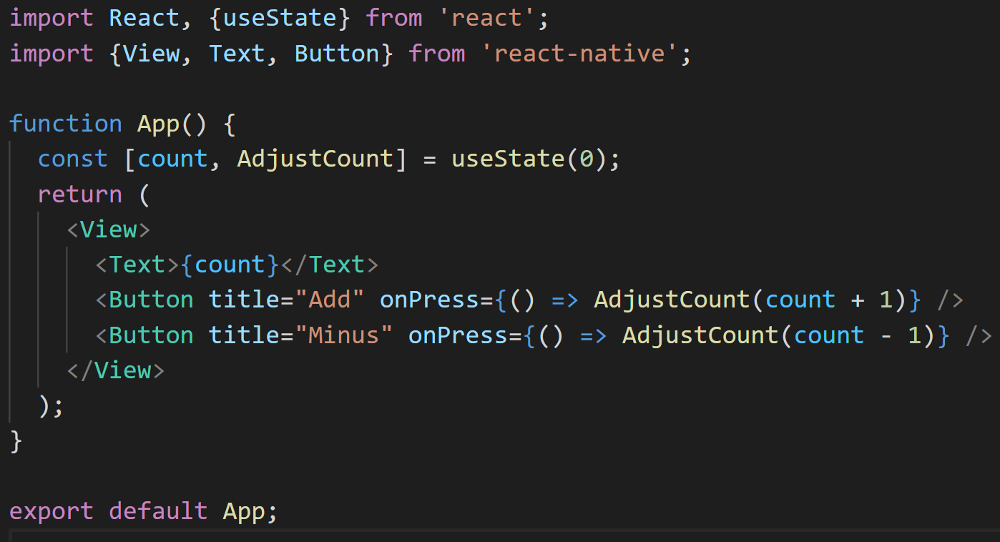 import React, {useState} from 'react';
import {View, Text, Button} from 'react-native';

function App() {
  const [count, AdjustCount] = useState(0);
  return (
    <View>
      <Text>{count}</Text>
      <Button title="Add" onPress={() => AdjustCount(count + 1)} />
      <Button title="Minus" onPress={() => AdjustCount(count - 1)} />
    </View>
  );
}

export default App;